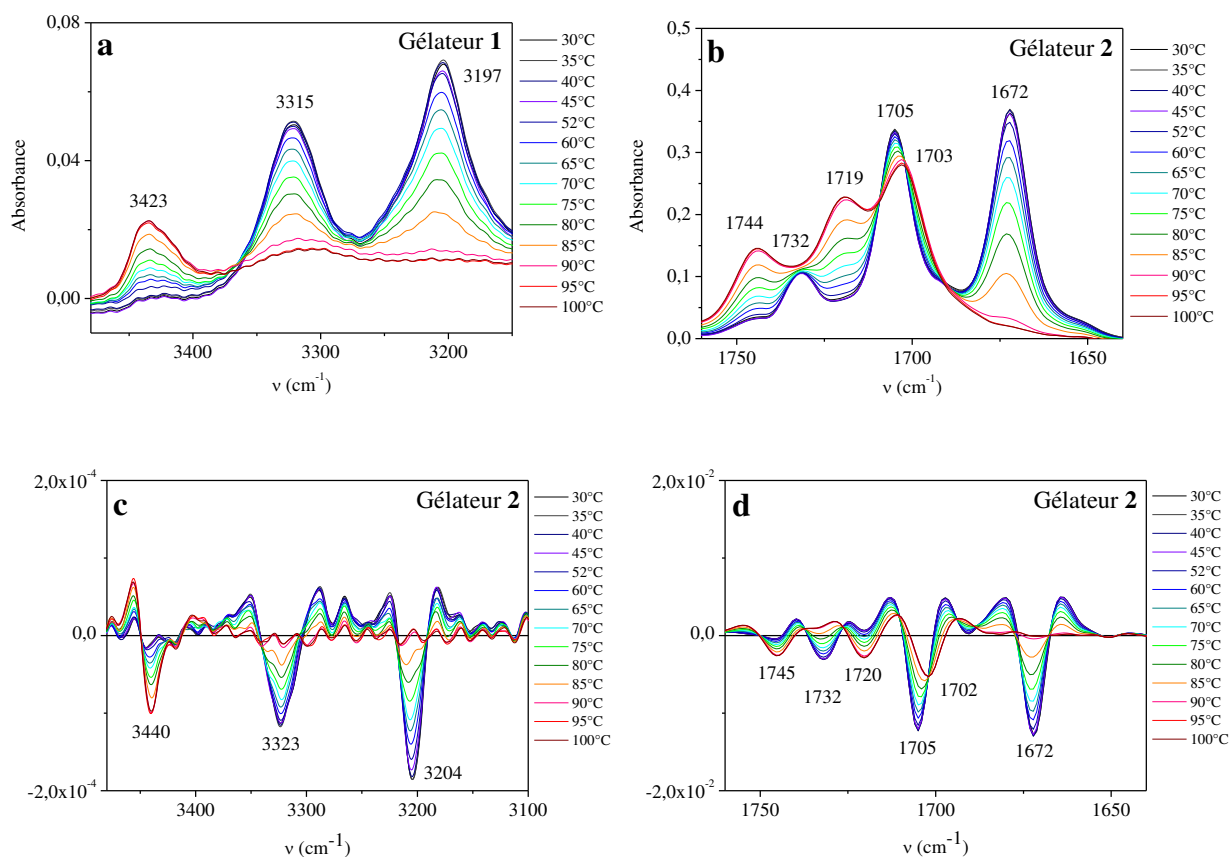 a
Gélateur 1
0,08
0,04
0,00
Absorbance
3423
3315
3197
3400
3300
3200
ν (cm-1)
30°C
35°C
40°C
45°C
52°C
60°C
65°C
70°C
75°C
80°C
85°C
90°C
95°C
100°C
b
Gélateur 2
0,5
0,4
0,3
0,2
0,1
0,0
Absorbance
1744
1732
1719
1705
1703
1672
1750
1700
1650
ν (cm-1)
30°C
35°C
40°C
45°C
52°C
60°C
65°C
70°C
75°C
80°C
85°C
90°C
95°C
100°C
c
Gélateur 2
2,0x10-4
0,0
-2,0x10-4
3440
3323
3204
3400
3300
3200
3100
ν (cm-1)
30°C
35°C
40°C
45°C
52°C
60°C
65°C
70°C
75°C
80°C
85°C
90°C
95°C
100°C
d
Gélateur 2
2,0x10-2
0,0
-2,0x10-2
1745
1732
1720
1705
1702
1672
1750
1700
1650
ν (cm-1)
30°C
35°C
40°C
45°C
52°C
60°C
65°C
70°C
75°C
80°C
85°C
90°C
95°C
100°C